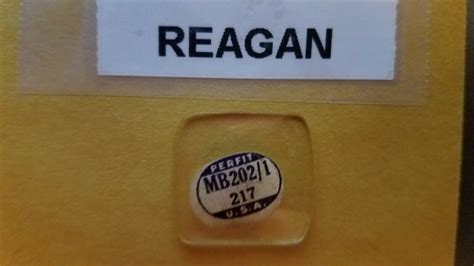 REAGAN
PERFIT
MB202/1
217
U.S.A.